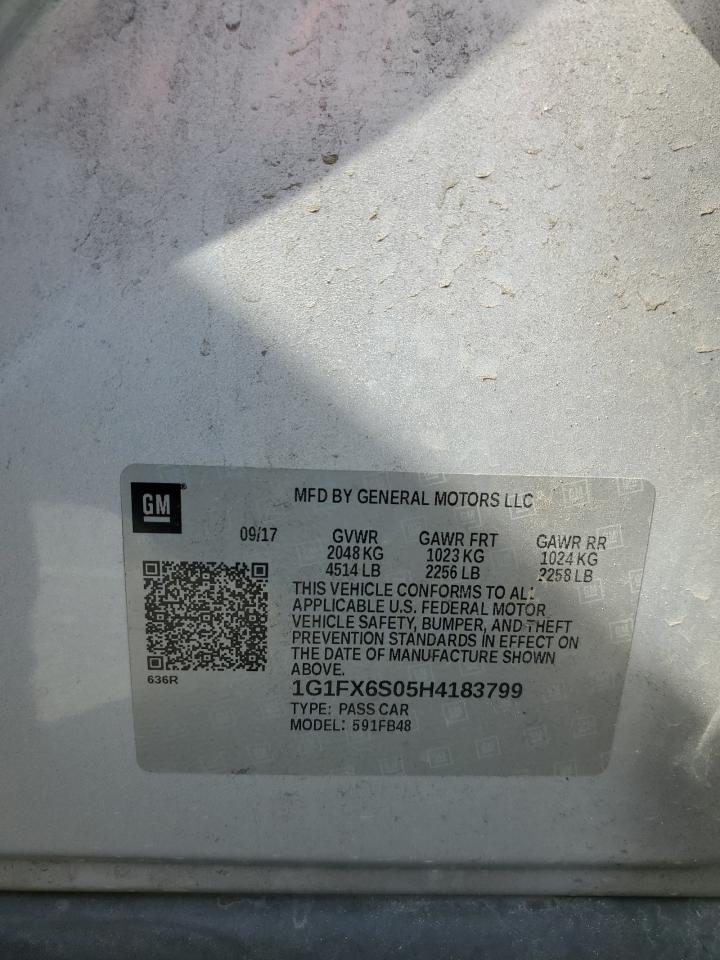 GM
MFD BY GENERAL MOTORS LLC
09/17 GVWR GAWR FRT GAWR RR
2048 KG 1023 KG 1024 KG
4514 LB 2256 LB 2258 LB
THIS VEHICLE CONFORMS TO ALL
APPLICABLE U.S. FEDERAL MOTOR
VEHICLE SAFETY, BUMPER, AND THEFT
PREVENTION STANDARDS IN EFFECT ON
THE DATE OF MANUFACTURE SHOWN
ABOVE.
636R
1G1FX6S05H4183799
TYPE: PASS CAR
MODEL: 591FB48